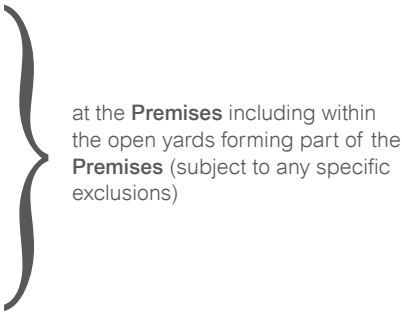 at the Premises including within
the open yards forming part of the
Premises (subject to any specific
exclusions)